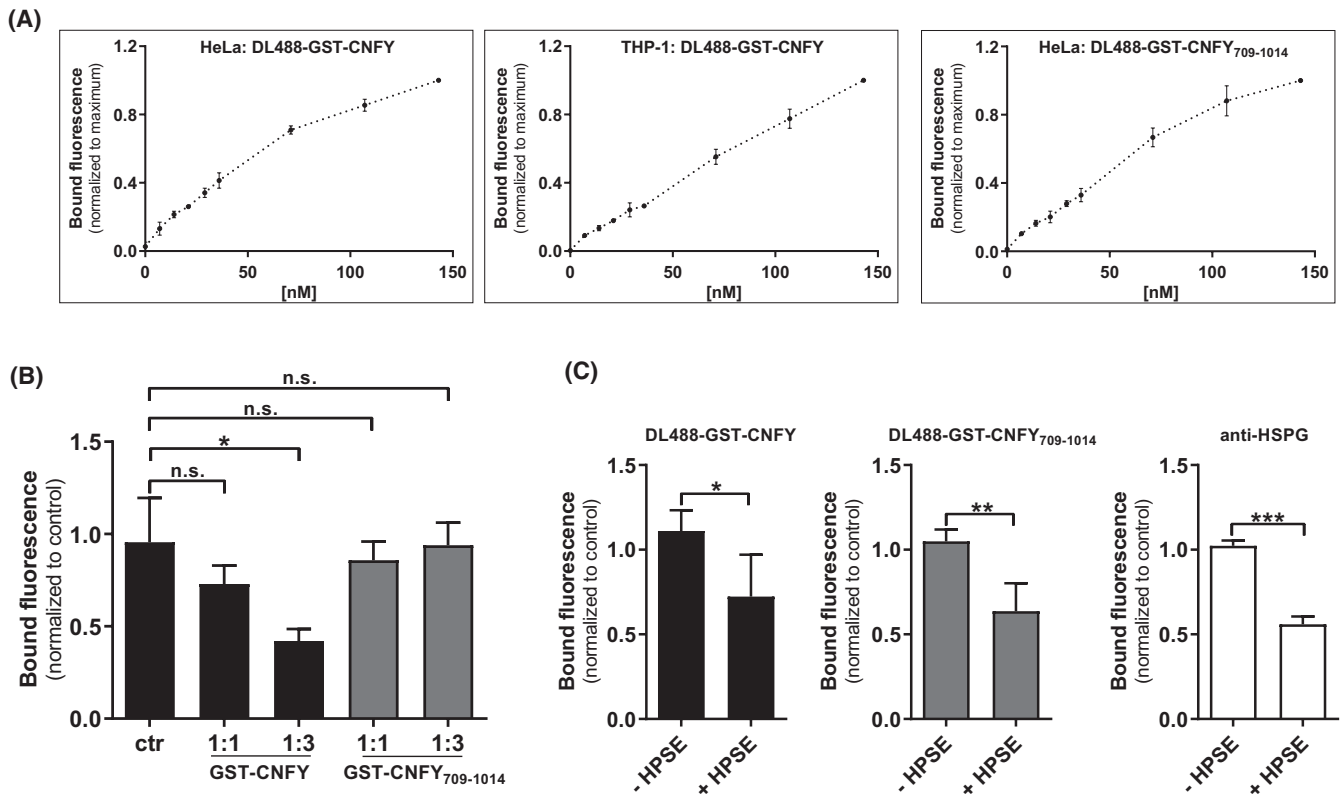 (A)
HeLa: DL488-GST-CNFY
Bound fluorescence
(normalized to maximum)
1.2
0.8
0.4
0.0
0
50
100
150
[nM]
THP-1: DL488-GST-CNFY
Bound fluorescence
(normalized to maximum)
1.2
0.8
0.4
0.0
0
50
100
150
[nM]
HeLa: DL488-GST-CNFY709-1014
Bound fluorescence
(normalized to maximum)
1.2
0.8
0.4
0.0
0
50
100
150
[nM]
(B)
n.s.
n.s.
*
n.s.
Bound fluorescence
(normalized to control)
1.5
1.0
0.5
0.0
ctr
1:1
1:3
1:1
1:3
GST-CNFY
GST-CNFY709-1014
(C)
DL488-GST-CNFY
Bound fluorescence
(normalized to control)
1.5
1.0
0.5
0.0
*
- HPSE
+ HPSE
DL488-GST-CNFY709-1014
Bound fluorescence
(normalized to control)
1.5
1.0
0.5
0.0
**
- HPSE
+ HPSE
anti-HSPG
Bound fluorescence
(normalized to control)
1.5
1.0
0.5
0.0
***
- HPSE
+ HPSE